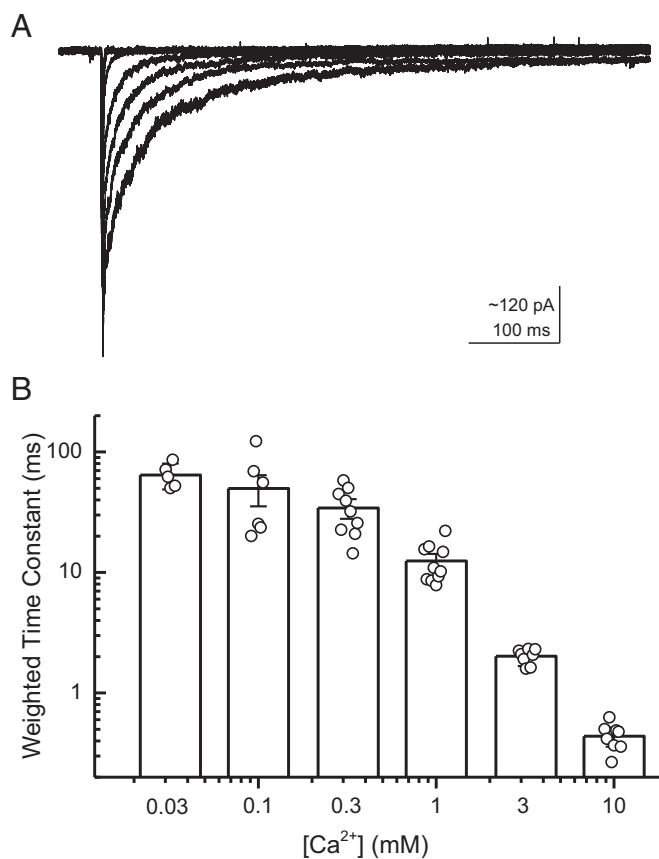 A
~120 pA
100 ms
B
Weighted Time Constant (ms)
100
10
1
0.03 0.1 0.3 1 3 10
[Ca²⁺] (mM)